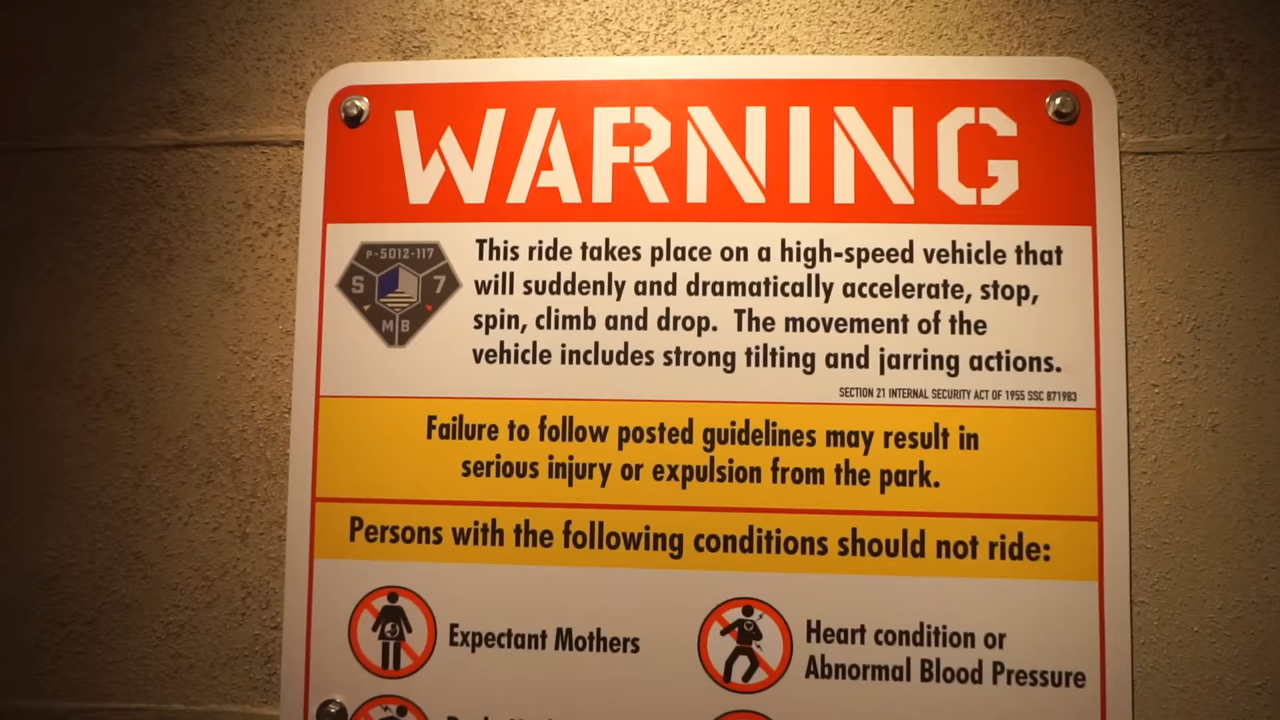 WARNING
P-5012-117
S 7
M B
This ride takes place on a high-speed vehicle that
will suddenly and dramatically accelerate, stop,
spin, climb and drop. The movement of the
vehicle includes strong tilting and jarring actions.
SECTION 21 INTERNAL SECURITY ACT OF 1955 SSC 871983
Failure to follow posted guidelines may result in
serious injury or expulsion from the park.
Persons with the following conditions should not ride:
Expectant Mothers
Heart condition or
Abnormal Blood Pressure